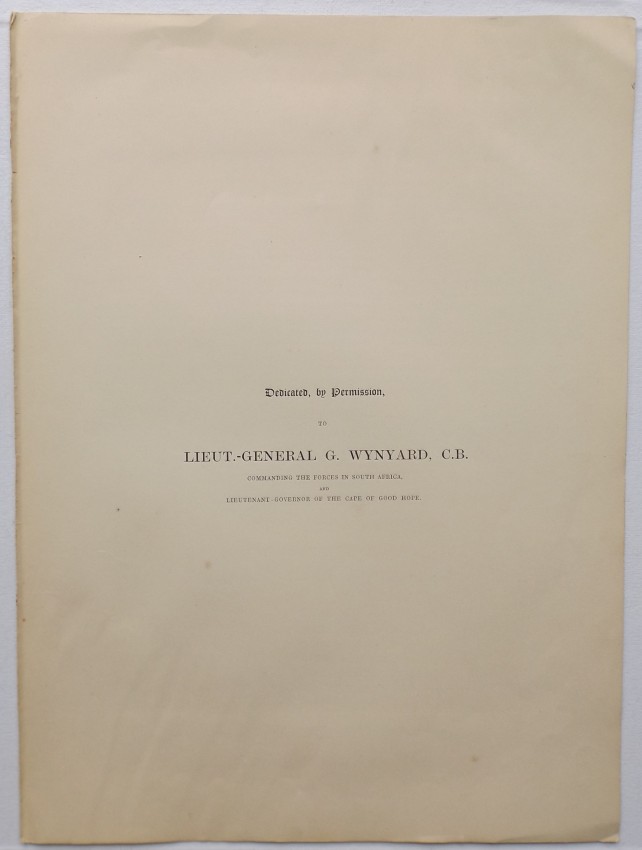 Dedicated, by Permission,
TO
LIEUT.-GENERAL G. WYNYARD, C.B.
COMMANDING THE FORCES IN SOUTH AFRICA,
AND
LIEUTENANT-GOVERNOR OF THE CAPE OF GOOD HOPE.